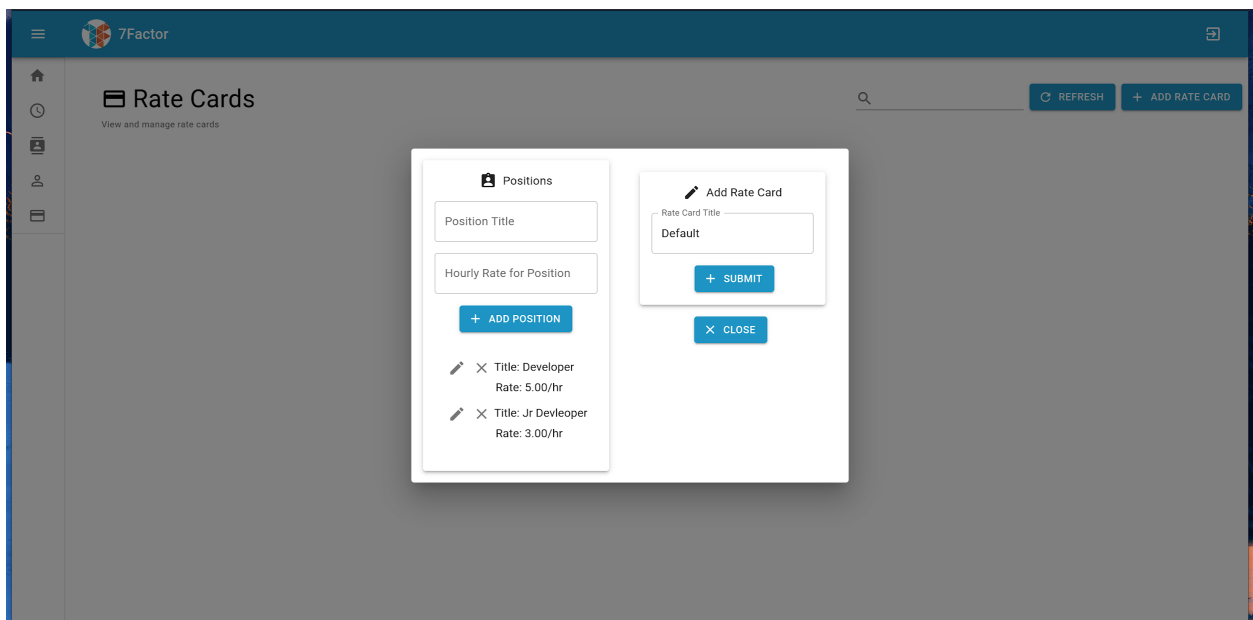 7Factor
Rate Cards
View and manage rate cards
REFRESH
ADD RATE CARD
Positions
Position Title
Hourly Rate for Position
ADD POSITION
Title: Developer
Rate: 5.00/hr
Title: Jr Devleoper
Rate: 3.00/hr
Add Rate Card
Rate Card Title
Default
SUBMIT
CLOSE